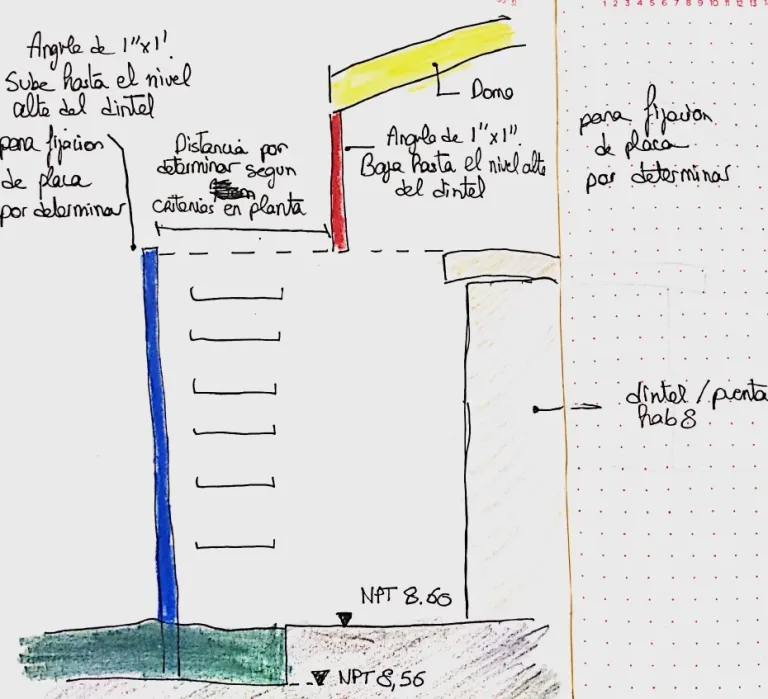 Angulo de 1"x1".
Sube hasta el nivel
alto del dintel
para fijacion
de placa
por determinar
Distancia por
determinar segun
criterios en planta
Domo
Angulo de 1"x1".
Baja hasta el nivel alto
del dintel
para fijacion
de placa
por determinar
dintel / puerta
hab 8
NPT 8.60
NPT 8,56